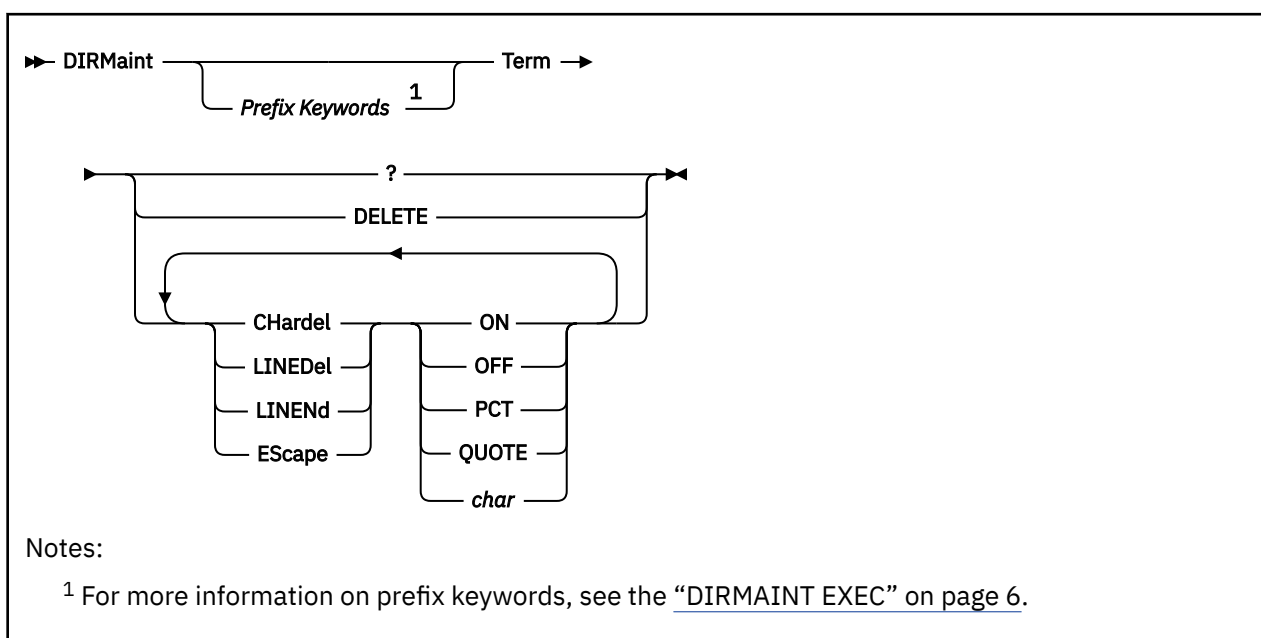 DIRMaint Term
Prefix Keywords 1
?
DELETE
CHardel ON
LINEDel OFF
LINENd PCT
EScape QUOTE
char
Notes:
1 For more information on prefix keywords, see the “DIRMAINT EXEC” on page 6.